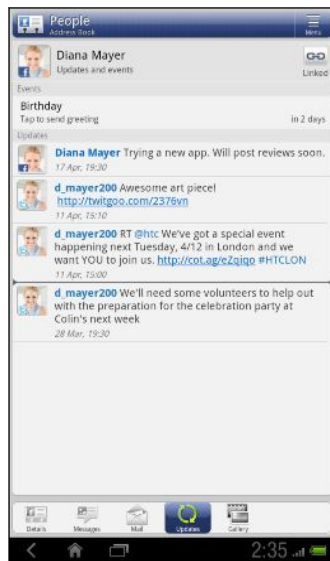 People
Address Book
Menu
Diana Mayer
Updates and events
Linked
Events
Birthday
Tap to send greeting
in 2 days
Updates
Diana Mayer Trying a new app. Will post reviews soon.
17 Apr, 19:30
d_mayer200 Awesome art piece!
http://twitgoo.com/2376vn
11 Apr, 15:10
d_mayer200 RT @htc We've got a special event
happening next Tuesday, 4/12 in London and we
want YOU to join us. http://cot.ag/eZqiqo #HTCLON
11 Apr, 15:00
d_mayer200 We'll need some volunteers to help out
with the preparation for the celebration party at
Colin's next week
28 Mar, 19:30
Details
Messages
Mail
Updates
Gallery
2:35